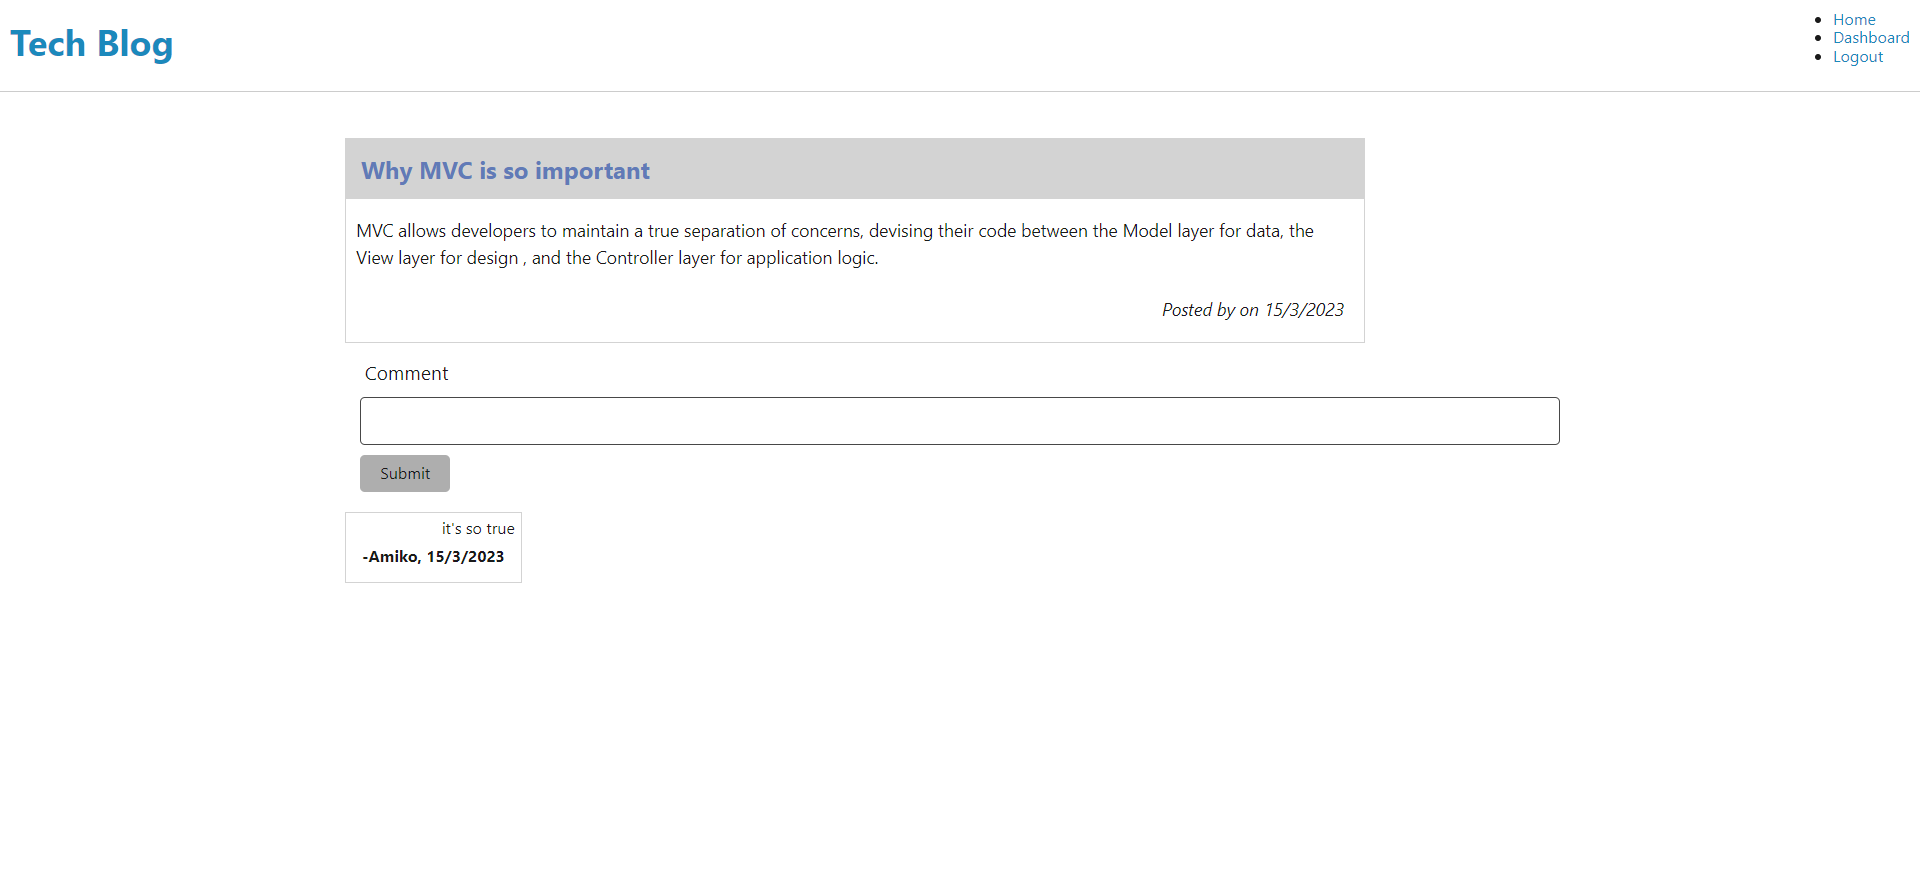 Tech Blog
Home
Dashboard
Logout
Why MVC is so important
MVC allows developers to maintain a true separation of concerns, devising their code between the Model layer for data, the
View layer for design , and the Controller layer for application logic.
Posted by on 15/3/2023
Comment
Submit
it's so true
-Amiko, 15/3/2023